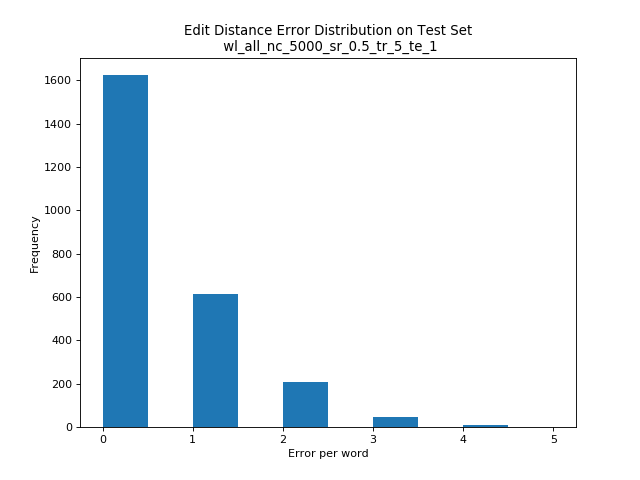 Edit Distance Error Distribution on Test Set
wl_all_nc_5000_sr_0.5_tr_5_te_1
1600
1400
1200
1000
800
600
400
200
0
Frequency
0 1 2 3 4 5
Error per word